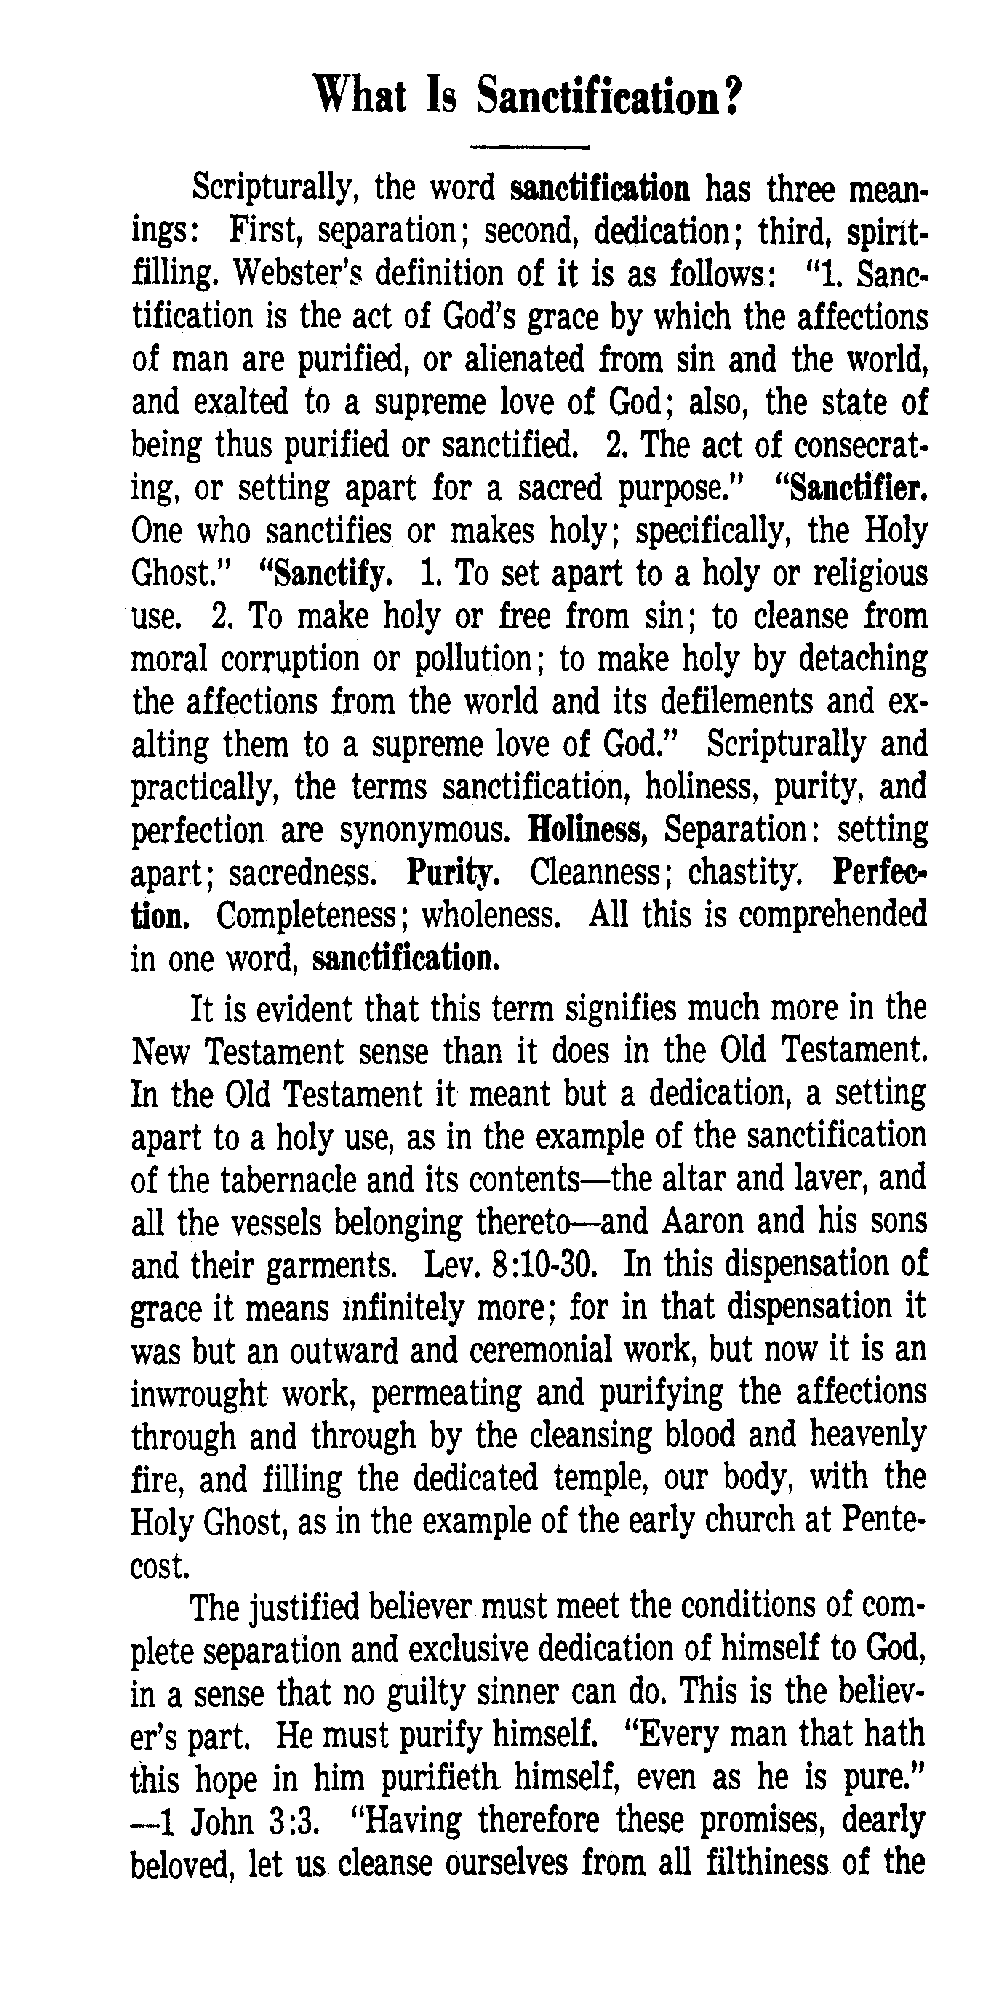 What Is Sanctification?
Scripturally, the word sanctification has three mean-
ings: First, separation; second, dedication; third, spirit-
filling. Webster's definition of it is as follows: "1. Sanc-
tification is the act of God's grace by which the affections
of man are purified, or alienated from sin and the world,
and exalted to a supreme love of God; also, the state of
being thus purified or sanctified. 2. The act of consecrat-
ing, or setting apart for a sacred purpose." "Sanctifier.
One who sanctifies or makes holy; specifically, the Holy
Ghost." "Sanctify. 1. To set apart to a holy or religious
use. 2. To make holy or free from sin; to cleanse from
moral corruption or pollution; to make holy by detaching
the affections from the world and its defilements and ex-
alting them to a supreme love of God." Scripturally and
practically, the terms sanctification, holiness, purity, and
perfection are synonymous. Holiness, Separation: setting
apart; sacredness. Purity. Cleanness; chastity. Perfec-
tion. Completeness; wholeness. All this is comprehended
in one word, sanctification.
It is evident that this term signifies much more in the
New Testament sense than it does in the Old Testament.
In the Old Testament it meant but a dedication, a setting
apart to a holy use, as in the example of the sanctification
of the tabernacle and its contents—the altar and laver, and
all the vessels belonging thereto—and Aaron and his sons
and their garments. Lev. 8:10-30. In this dispensation of
grace it means infinitely more; for in that dispensation it
was but an outward and ceremonial work, but now it is an
inwrought work, permeating and purifying the affections
through and through by the cleansing blood and heavenly
fire, and filling the dedicated temple, our body, with the
Holy Ghost, as in the example of the early church at Pente-
cost.
The justified believer must meet the conditions of com-
plete separation and exclusive dedication of himself to God,
in a sense that no guilty sinner can do. This is the believ-
er's part. He must purify himself. "Every man that hath
this hope in him purifieth himself, even as he is pure."
—1 John 3:3. "Having therefore these promises, dearly
beloved, let us cleanse ourselves from all filthiness of the